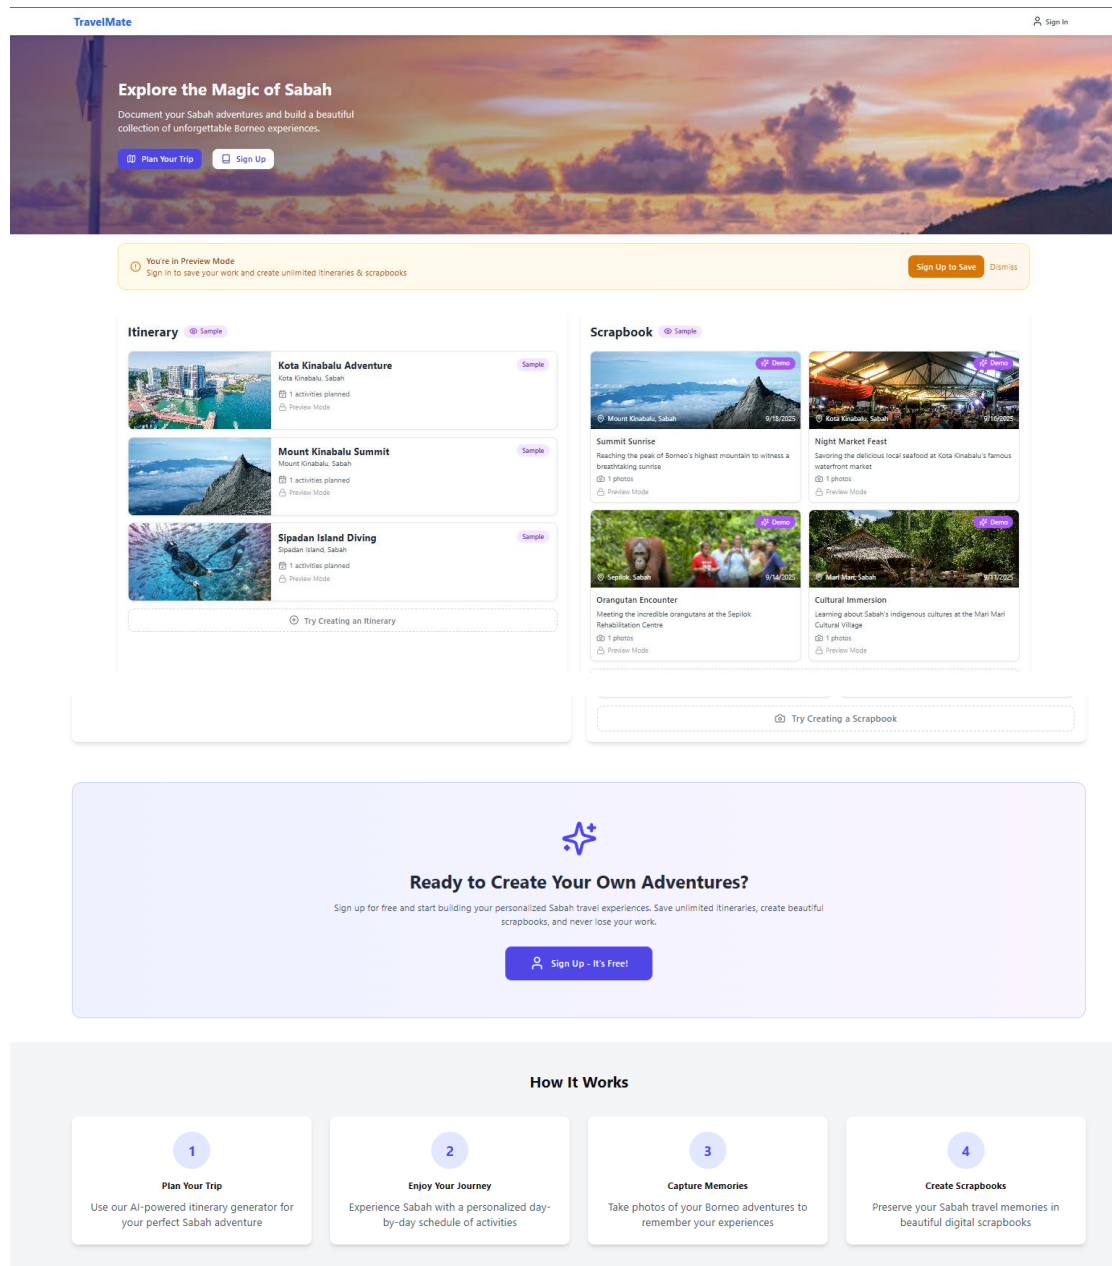 TravelMate
Sign In
Explore the Magic of Sabah
Document your Sabah adventures and build a beautiful
collection of unforgettable Borneo experiences.
Plan Your Trip
Sign Up
You're in Preview Mode
Sign in to save your work and create unlimited itineraries & scrapbooks
Sign Up to Save
Dismiss
Itinerary
Sample
Kota Kinabalu Adventure
Sample
Kota Kinabalu, Sabah
1 activities planned
Preview Mode
Mount Kinabalu Summit
Sample
Mount Kinabalu, Sabah
1 activities planned
Preview Mode
Sipadan Island Diving
Sample
Sipadan Island, Sabah
1 activities planned
Preview Mode
Try Creating an Itinerary
Scrapbook
Sample
Demo
Mount Kinabalu, Sabah
9/18/2025
Summit Sunrise
Reaching the peak of Borneo's highest mountain to witness a
breathtaking sunrise
1 photos
Preview Mode
Demo
Kota Kinabalu, Sabah
9/16/2025
Night Market Feast
Savoring the delicious local seafood at Kota Kinabalu's famous
waterfront market
1 photos
Preview Mode
Demo
Sepilok, Sabah
9/14/2025
Orangutan Encounter
Meeting the incredible orangutans at the Sepilok
Rehabilitation Centre
1 photos
Preview Mode
Demo
Mari Mari, Sabah
9/11/2025
Cultural Immersion
Learning about Sabah's indigenous cultures at the Mari Mari
Cultural Village
1 photos
Preview Mode
Try Creating a Scrapbook
Ready to Create Your Own Adventures?
Sign up for free and start building your personalized Sabah travel experiences. Save unlimited itineraries, create beautiful
scrapbooks, and never lose your work.
Sign Up - It's Free!
How It Works
1
Plan Your Trip
Use our AI-powered itinerary generator for
your perfect Sabah adventure
2
Enjoy Your Journey
Experience Sabah with a personalized day-
by-day schedule of activities
3
Capture Memories
Take photos of your Borneo adventures to
remember your experiences
4
Create Scrapbooks
Preserve your Sabah travel memories in
beautiful digital scrapbooks